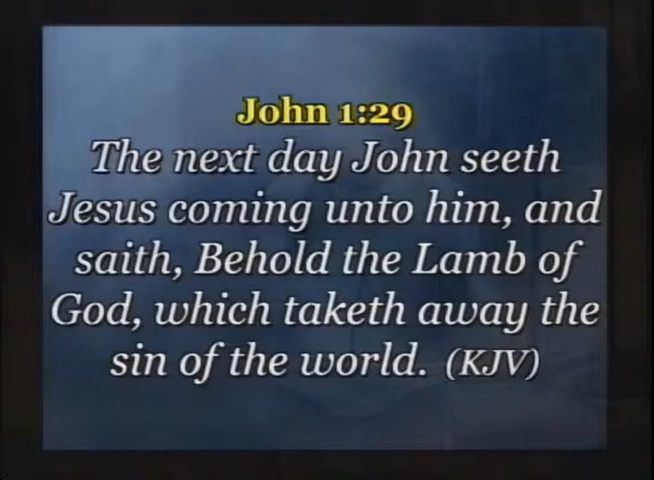 John 1:29
The next day John seeth
Jesus coming unto him, and
saith, Behold the Lamb of
God, which taketh away the
sin of the world. (KJV)